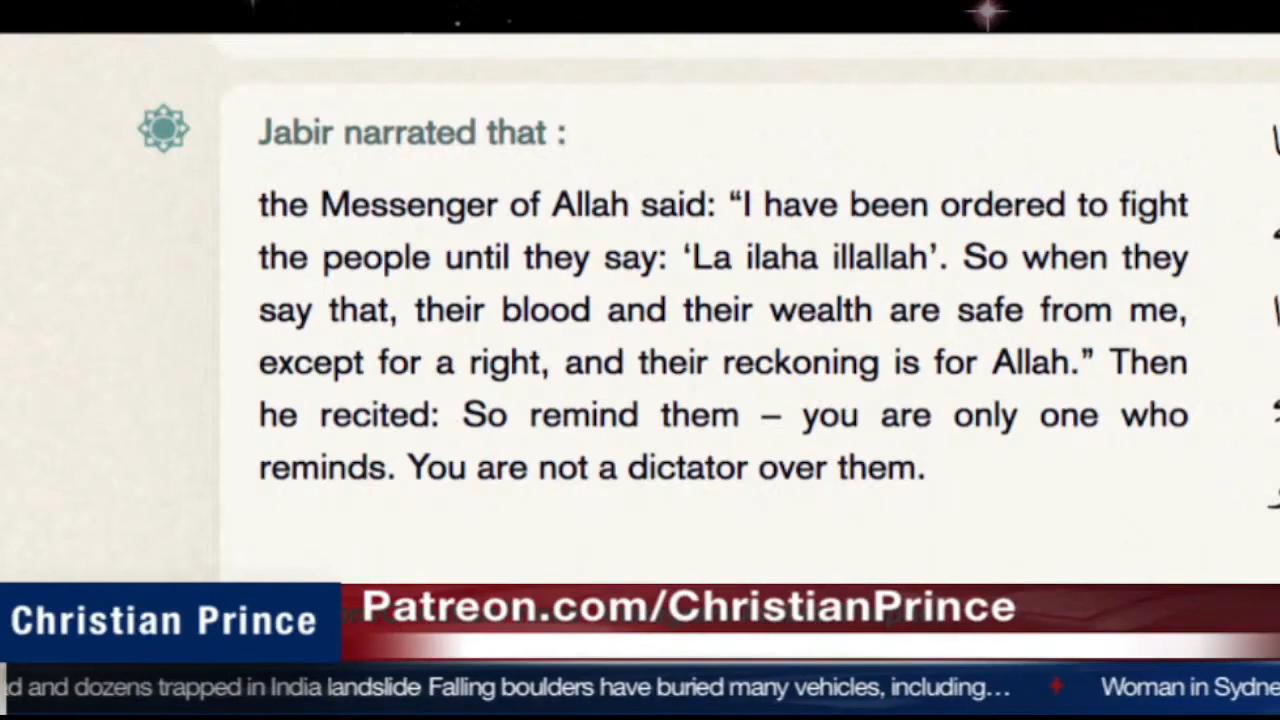 Jabir narrated that :
the Messenger of Allah said: “I have been ordered to fight
the people until they say: ‘La ilaha illallah’. So when they
say that, their blood and their wealth are safe from me,
except for a right, and their reckoning is for Allah.” Then
he recited: So remind them – you are only one who
reminds. You are not a dictator over them.
Christian Prince
Patreon.com/ChristianPrince
and dozens trapped in India landslide Falling boulders have buried many vehicles, including... Woman in